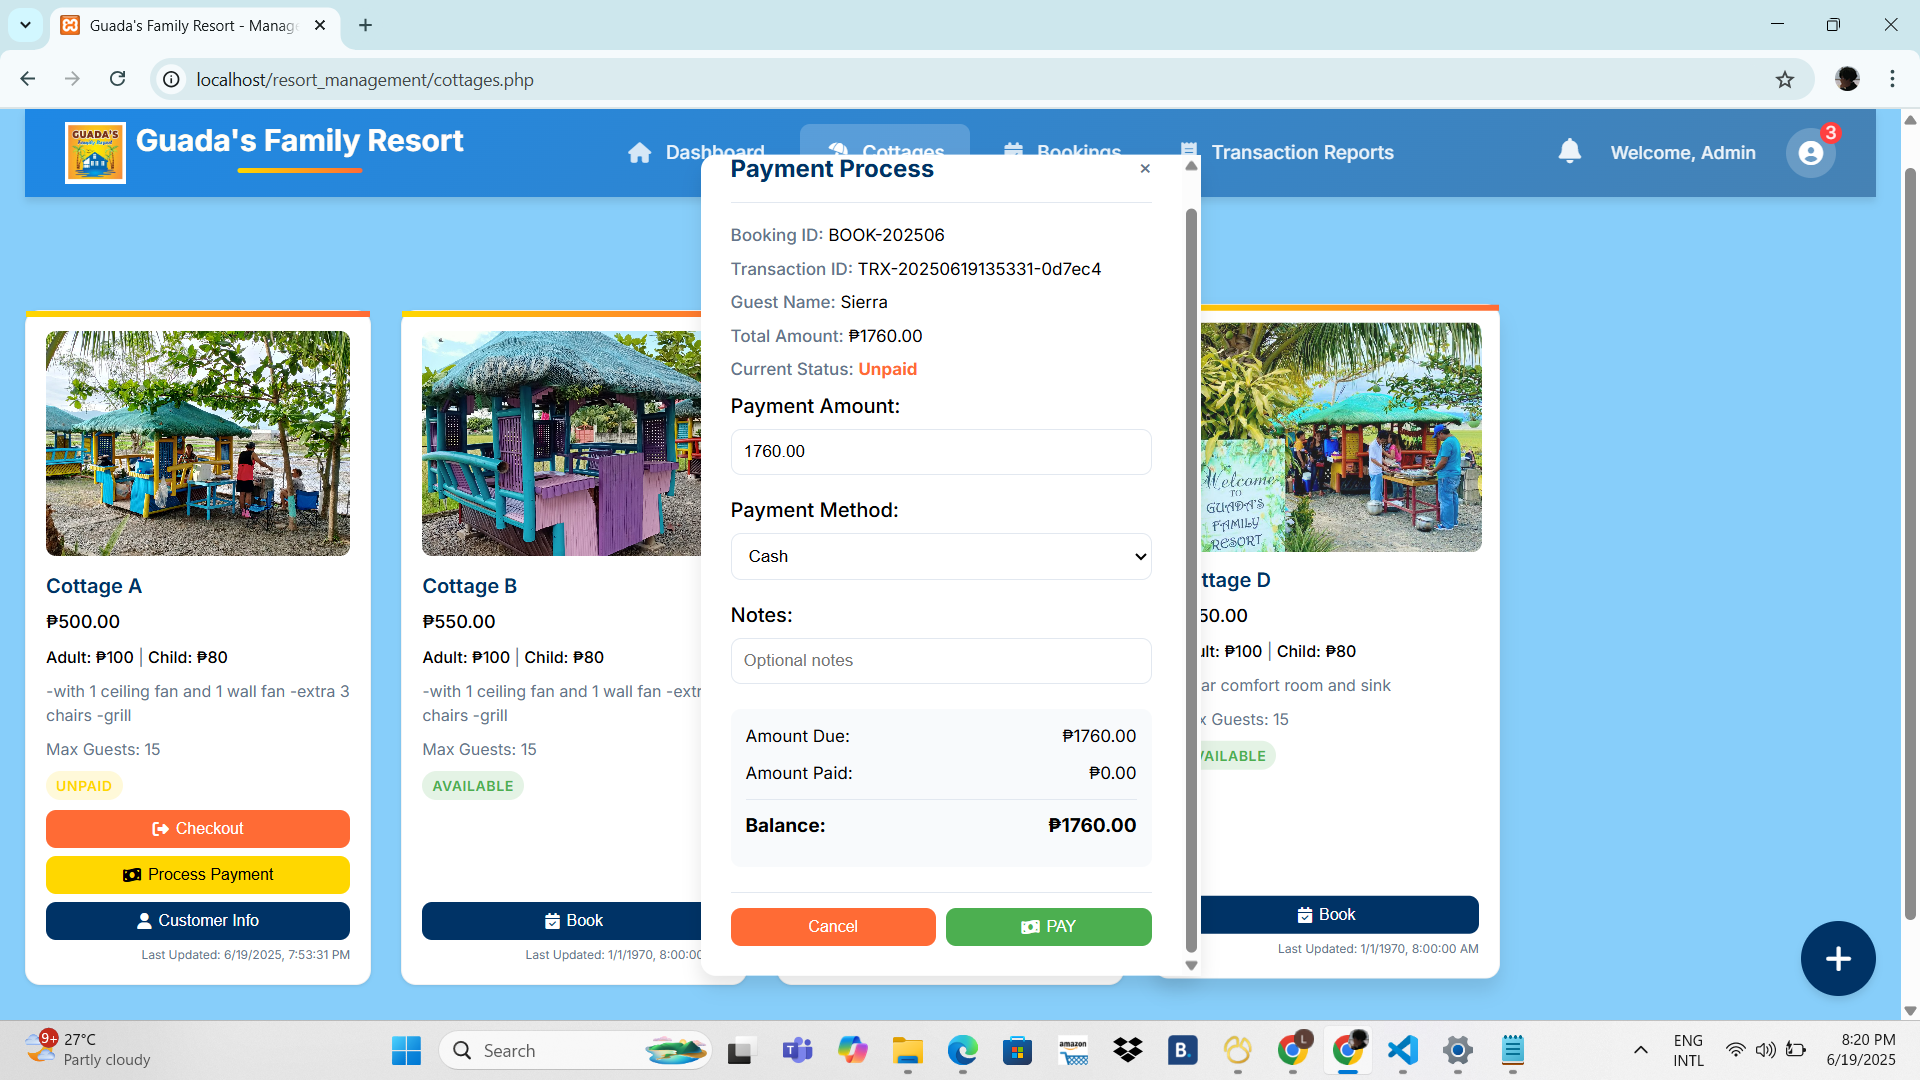 Guada's Family Resort - Manag
localhost/resort_management/cottages.php
GUADA'S
Guada's Family Resort
Dashboard
Cottages
Bookings
Transaction Reports
Welcome, Admin
3
Payment Process
×
Booking ID: BOOK-202506
Transaction ID: TRX-20250619135331-0d7ec4
Guest Name: Sierra
Total Amount: ₱1760.00
Current Status: Unpaid
Payment Amount:
1760.00
Payment Method:
Cash
Notes:
Optional notes
Amount Due: ₱1760.00
Amount Paid: ₱0.00
Balance: ₱1760.00
Cancel
PAY
Cottage A
₱500.00
Adult: ₱100 | Child: ₱80
-with 1 ceiling fan and 1 wall fan -extra 3
chairs -grill
Max Guests: 15
UNPAID
Checkout
Process Payment
Customer Info
Last Updated: 6/19/2025, 7:53:31 PM
Cottage B
₱550.00
Adult: ₱100 | Child: ₱80
-with 1 ceiling fan and 1 wall fan -extr
chairs -grill
Max Guests: 15
AVAILABLE
Book
Last Updated: 1/1/1970, 8:00:00
Welcome
TO
GUADA'S
FAMILY
RESORT
ttage D
50.00
ult: ₱100 | Child: ₱80
ar comfort room and sink
x Guests: 15
AILABLE
Book
Last Updated: 1/1/1970, 8:00:00 AM
+
9+
27°C
Partly cloudy
Search
amazon
B.
L
ENG
INTL
8:20 PM
6/19/2025